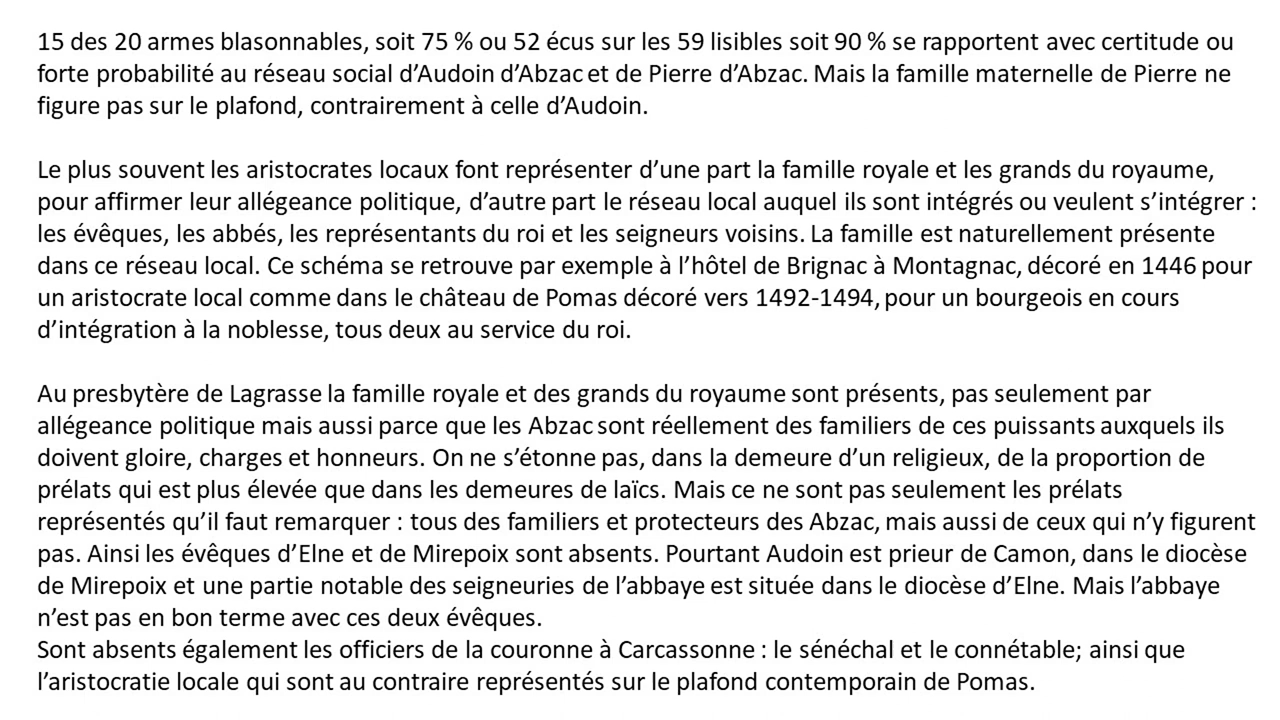 15 des 20 armes blasonnables, soit 75 % ou 52 écus sur les 59 lisibles soit 90 % se rapportent avec certitude ou
forte probabilité au réseau social d’Audoin d’Abzac et de Pierre d’Abzac. Mais la famille maternelle de Pierre ne
figure pas sur le plafond, contrairement à celle d’Audoin.
Le plus souvent les aristocrates locaux font représenter d’une part la famille royale et les grands du royaume,
pour affirmer leur allégeance politique, d’autre part le réseau local auquel ils sont intégrés ou veulent s’intégrer :
les évêques, les abbés, les représentants du roi et les seigneurs voisins. La famille est naturellement présente
dans ce réseau local. Ce schéma se retrouve par exemple à l’hôtel de Brignac à Montagnac, décoré en 1446 pour
un aristocrate local comme dans le château de Pomas décoré vers 1492-1494, pour un bourgeois en cours
d’intégration à la noblesse, tous deux au service du roi.
Au presbytère de Lagrasse la famille royale et des grands du royaume sont présents, pas seulement par
allégeance politique mais aussi parce que les Abzac sont réellement des familiers de ces puissants auxquels ils
doivent gloire, charges et honneurs. On ne s’étonne pas, dans la demeure d’un religieux, de la proportion de
prélats qui est plus élevée que dans les demeures de laïcs. Mais ce ne sont pas seulement les prélats
représentés qu’il faut remarquer : tous des familiers et protecteurs des Abzac, mais aussi de ceux qui n’y figurent
pas. Ainsi les évêques d’Elne et de Mirepoix sont absents. Pourtant Audoin est prieur de Camon, dans le diocèse
de Mirepoix et une partie notable des seigneuries de l’abbaye est située dans le diocèse d’Elne. Mais l’abbaye
n’est pas en bon terme avec ces deux évêques.
Sont absents également les officiers de la couronne à Carcassonne : le sénéchal et le connétable; ainsi que
l’aristocratie locale qui sont au contraire représentés sur le plafond contemporain de Pomas.